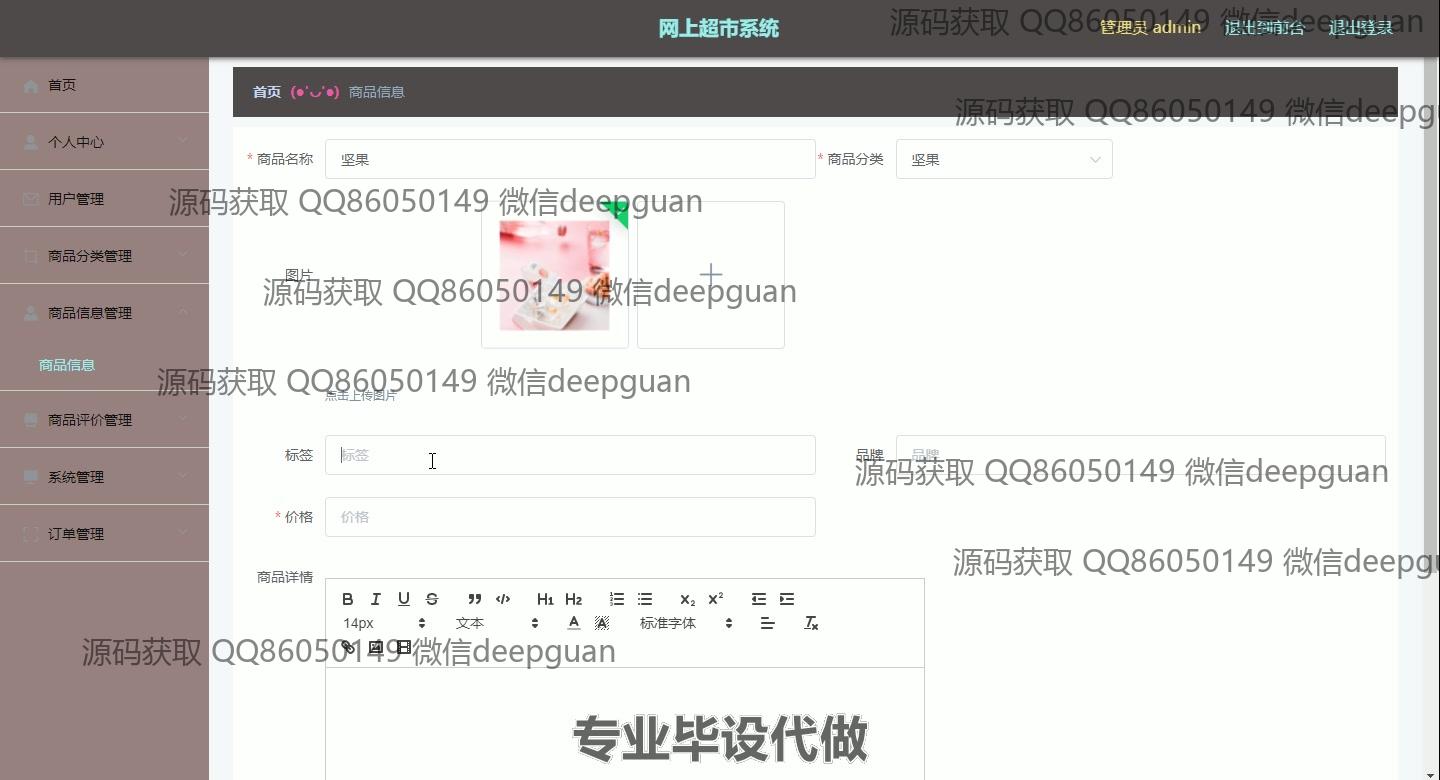 网上超市系统
管理员 admin
退出到前台
退出登录
源码获取 QQ86050149 微信deepguan
首页
个人中心
用户管理
商品分类管理
商品信息管理
商品信息
商品评价管理
系统管理
订单管理
首页 (●'◡'●) 商品信息
源码获取 QQ86050149 微信deepg
* 商品名称 坚果
* 商品分类 坚果
源码获取 QQ86050149 微信deepguan
图片
源码获取 QQ86050149 微信deepguan
源码获取 QQ86050149 微信deepguan
点击上传图片
标签 标签
品牌 品牌
源码获取 QQ86050149 微信deepguan
* 价格 价格
源码获取 QQ86050149 微信deepgu
商品详情
B I U S H1 H2 X2 X2
14px 文本 A A 标准字体 Tx
源码获取 QQ86050149 微信deepguan
专业毕设代做